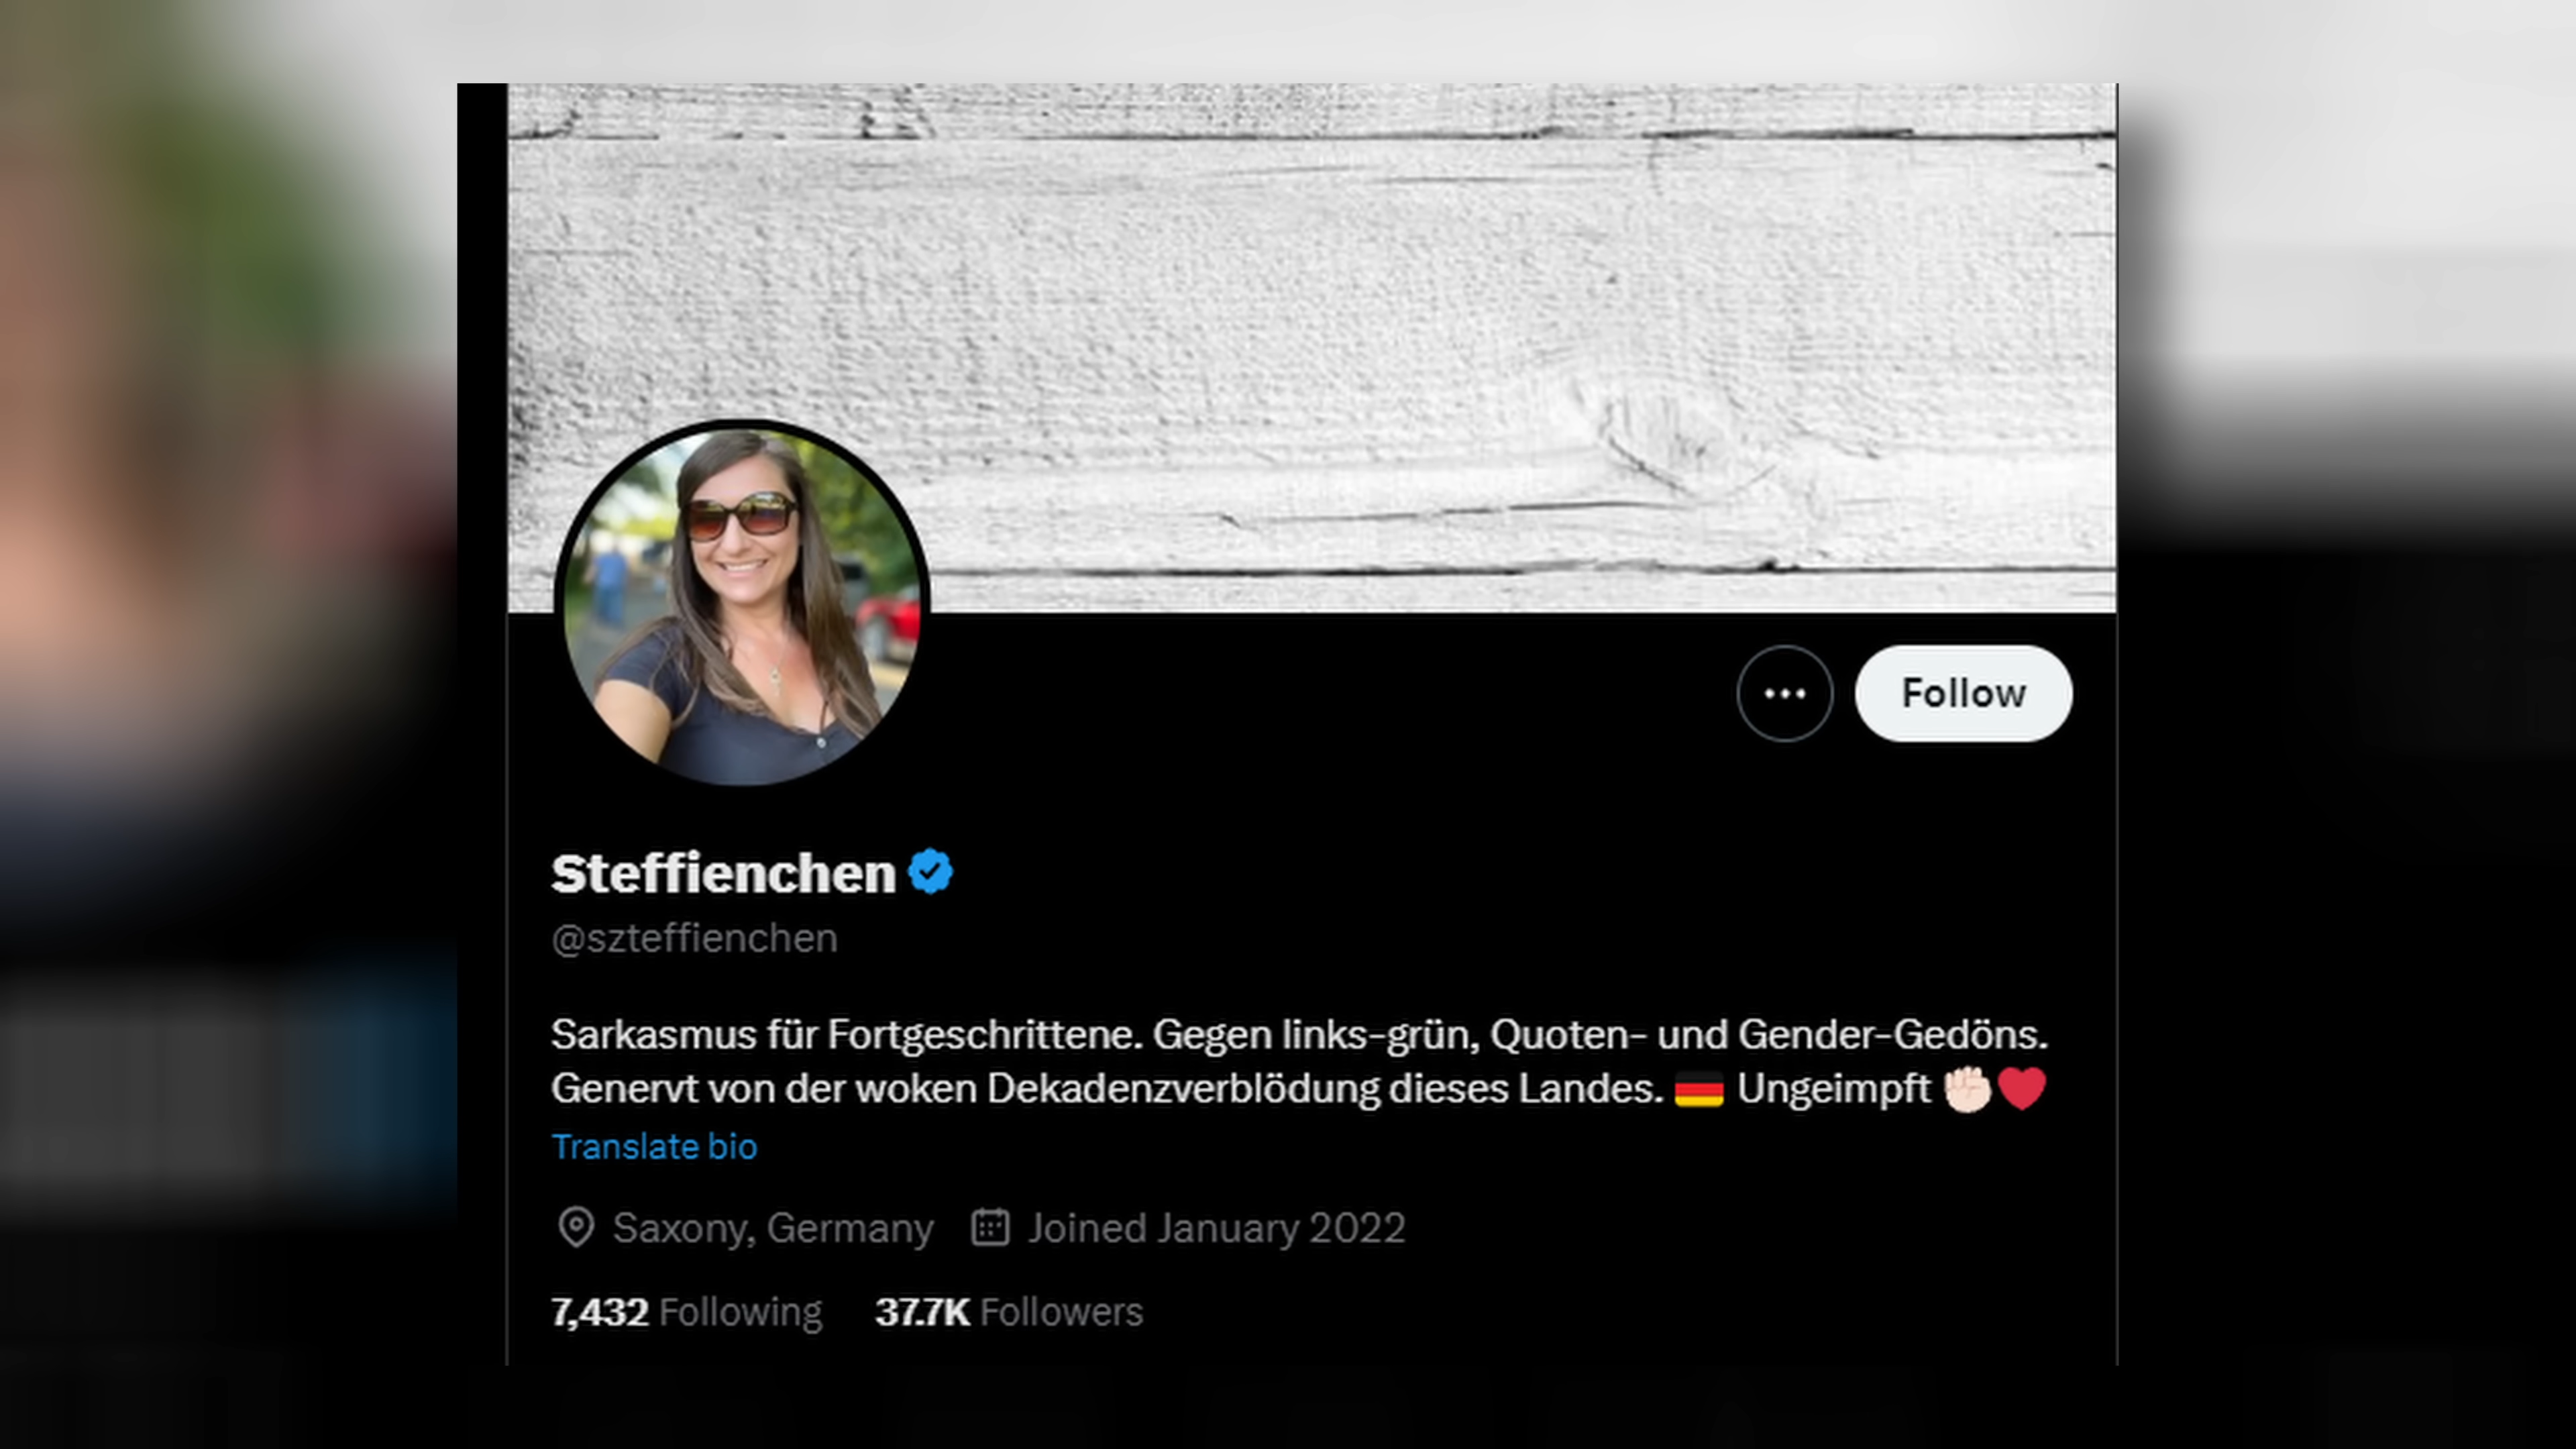 Follow
Steffienchen
@szteffienchen
Sarkasmus für Fortgeschrittene. Gegen links-grün, Quoten- und Gender-Gedöns.
Genervt von der woken Dekadenzverblödung dieses Landes. 🇩🇪 Ungeimpft ✊🏻❤️
Translate bio
Saxony, Germany Joined January 2022
7,432 Following 37.7K Followers